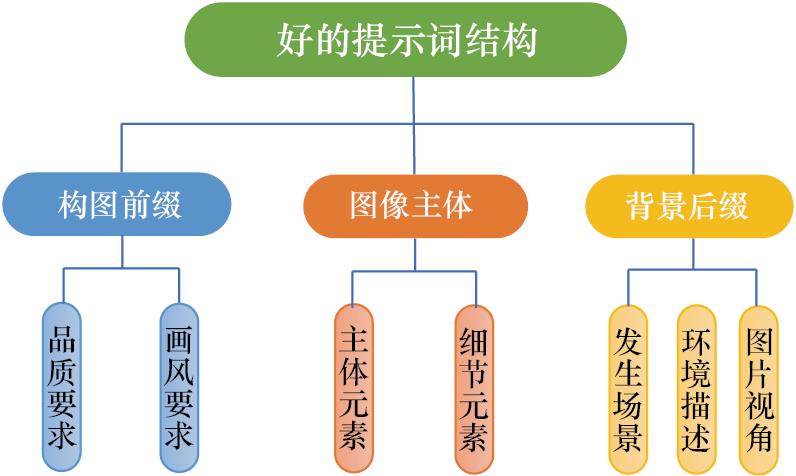 好的提示词结构
构图前缀
图像主体
背景后缀
品质要求
画风要求
主体元素
细节元素
发生场景
环境描述
图片视角